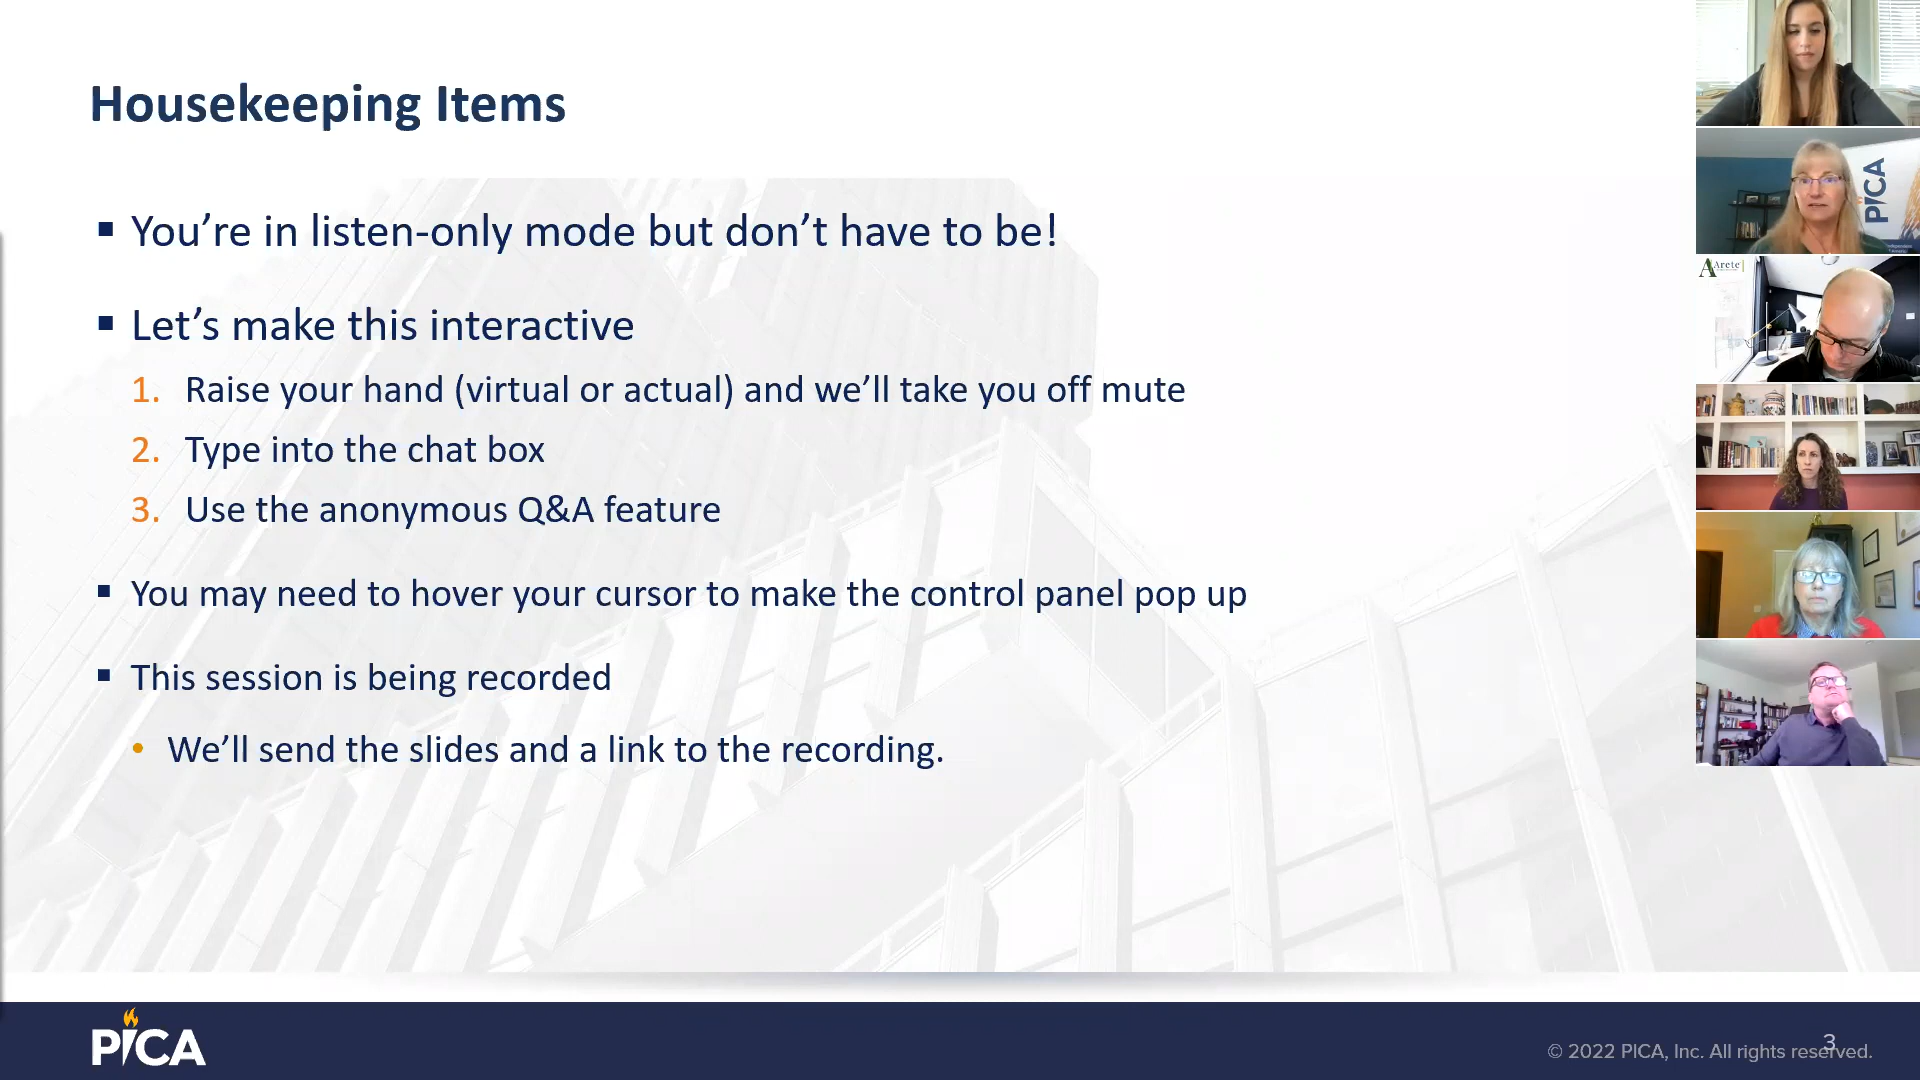 Housekeeping Items
▪ You’re in listen-only mode but don’t have to be!
▪ Let’s make this interactive
1. Raise your hand (virtual or actual) and we’ll take you off mute
2. Type into the chat box
3. Use the anonymous Q&A feature
▪ You may need to hover your cursor to make the control panel pop up
▪ This session is being recorded
• We’ll send the slides and a link to the recording.
PICA
Arete
PICA
© 2022 PICA, Inc. All rights reserved.
3